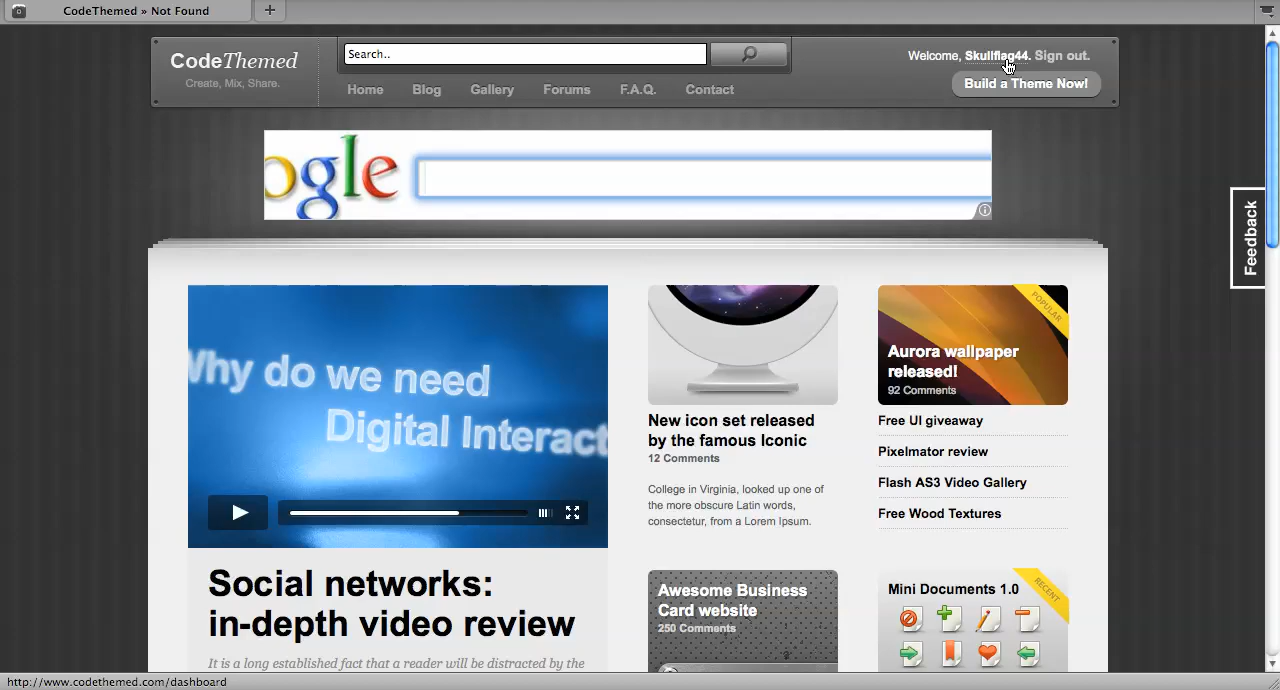 CodeThemed » Not Found
CodeThemed
Create, Mix, Share.
Search..
Home Blog Gallery Forums F.A.Q. Contact
Welcome, Skullflag44. Sign out.
Build a Theme Now!
ogle
Feedback
Why do we need
Digital Interact
Social networks:
in-depth video review
It is a long established fact that a reader will be distracted by the
New icon set released
by the famous Iconic
12 Comments
College in Virginia, looked up one of
the more obscure Latin words,
consectetur, from a Lorem Ipsum.
Awesome Business
Card website
250 Comments
POPULAR
Aurora wallpaper
released!
92 Comments
Free UI giveaway
Pixelmator review
Flash AS3 Video Gallery
Free Wood Textures
Mini Documents 1.0
RECENT
http://www.codethemed.com/dashboard